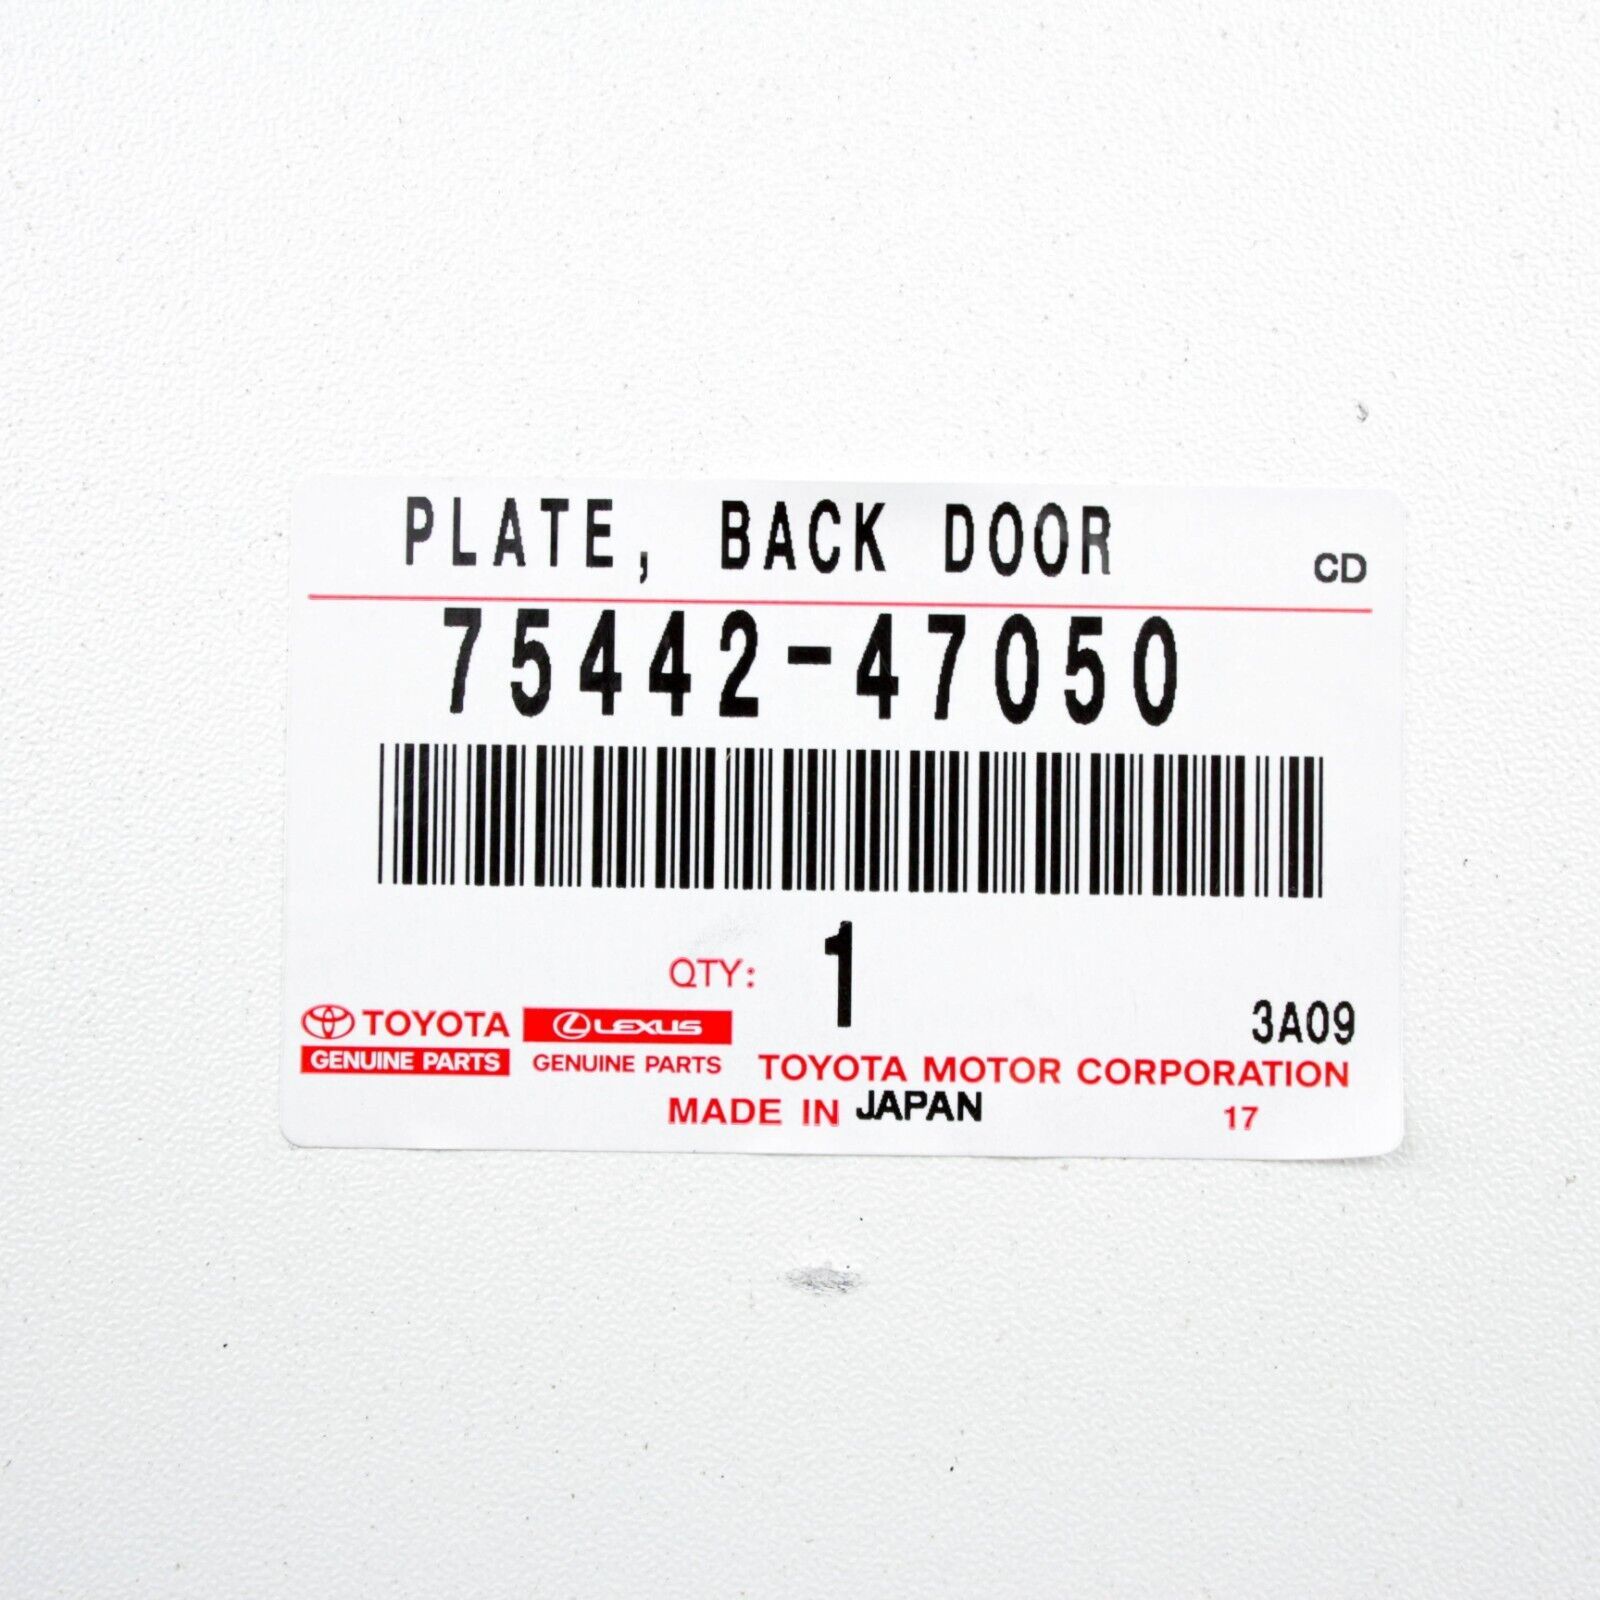 PLATE, BACK DOOR
CD
75442-47050
QTY: 1
3A09
TOYOTA LEXUS
GENUINE PARTS GENUINE PARTS
TOYOTA MOTOR CORPORATION
MADE IN JAPAN 17